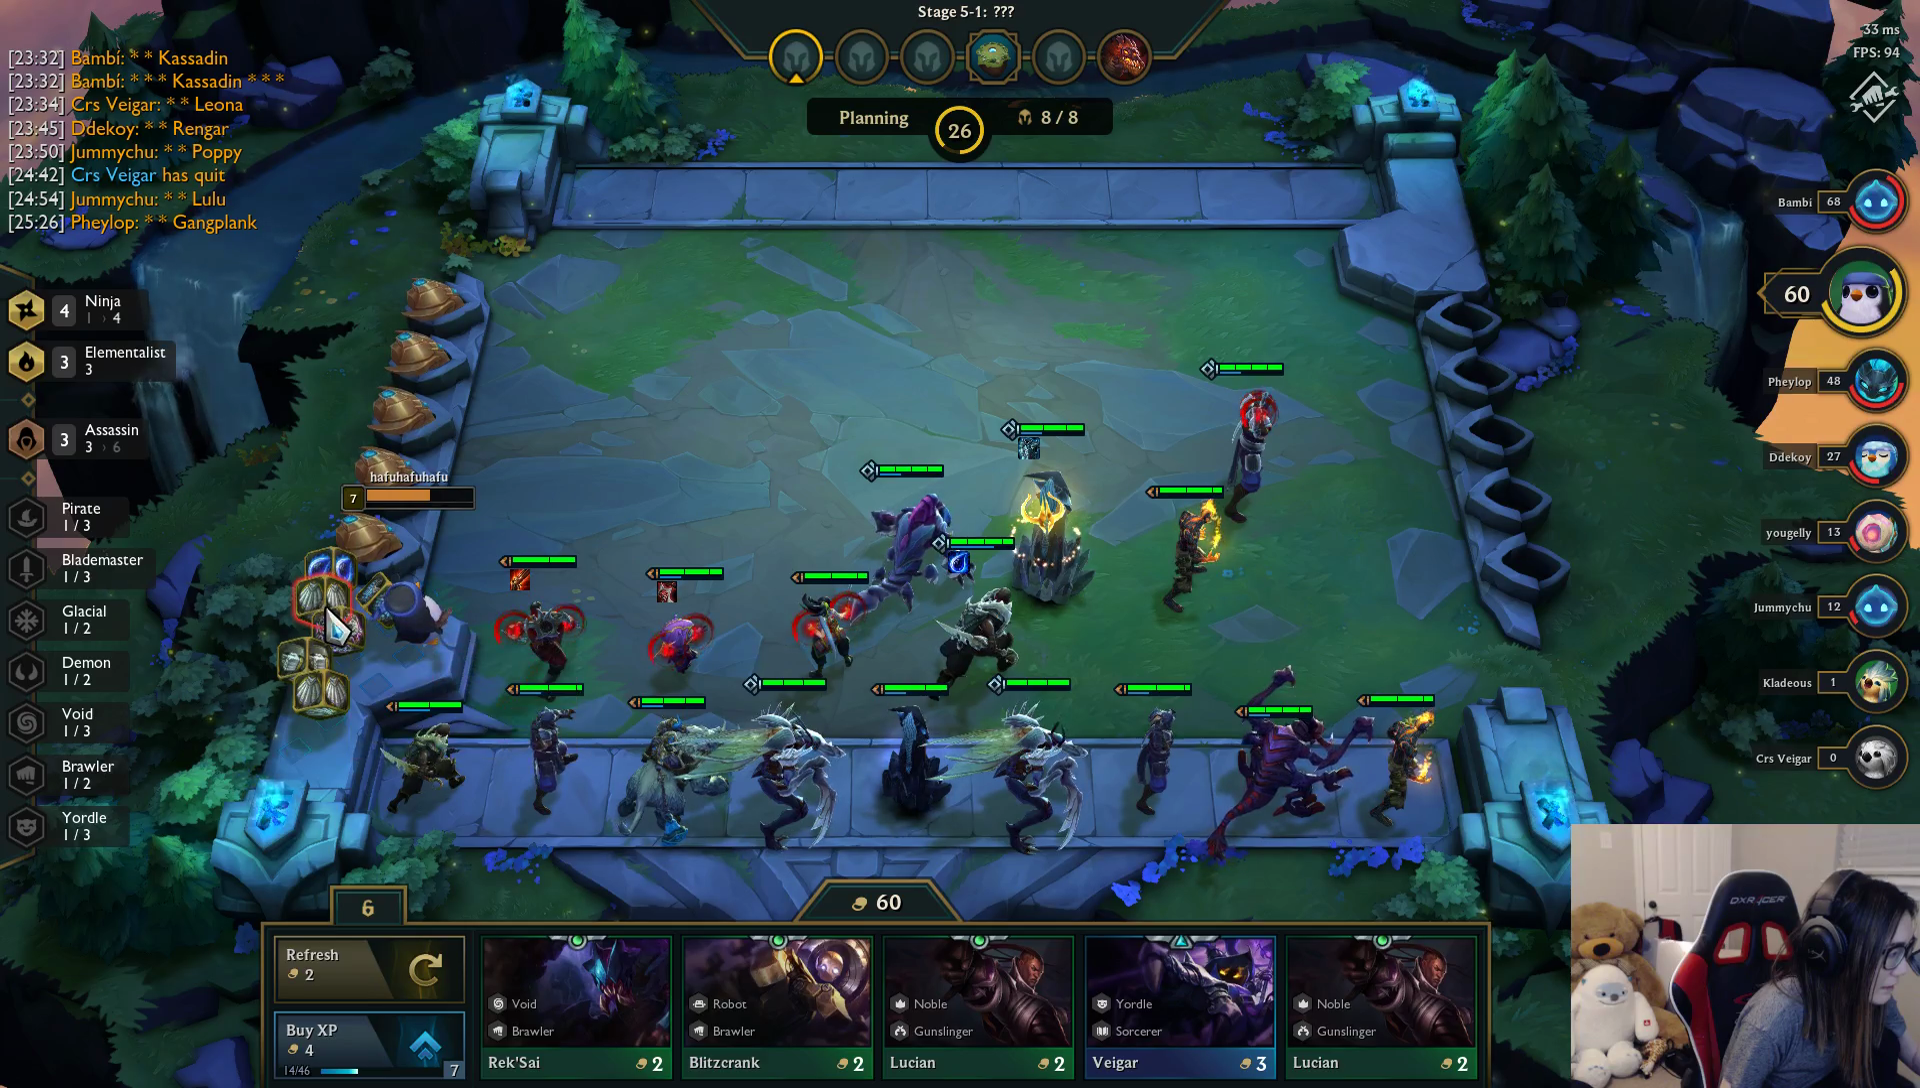 Stage 5-1: ???
33 ms
FPS: 94
[23:32] Bambí: * * Kassadin
[23:32] Bambí: * * * Kassadin * * *
[23:34] Crs Veigar: * * Leona
[23:45] Ddekoy: * * Rengar
[23:50] Jummychu: * * Poppy
[24:42] Crs Veigar has quit
[24:54] Jummychu: * * Lulu
[25:26] Pheylop: * * Gangplank
Planning
26
8 / 8
4 Ninja
1 › 4
3 Elementalist
3
3 Assassin
3 › 6
Pirate
1 / 3
Blademaster
1 / 3
Glacial
1 / 2
Demon
1 / 2
Void
1 / 3
Brawler
1 / 2
Yordle
1 / 3
hafuhafuhafu
7
Bambí 68
60
Pheylop 48
Ddekoy 27
yougelly 13
Jummychu 12
Kladeous 1
Crs Veigar 0
6
60
Refresh
2
Buy XP
4
14/46
7
Void
Brawler
Rek'Sai 2
Robot
Brawler
Blitzcrank 2
Noble
Gunslinger
Lucian 2
Yordle
Sorcerer
Veigar 3
Noble
Gunslinger
Lucian 2
DXRACER